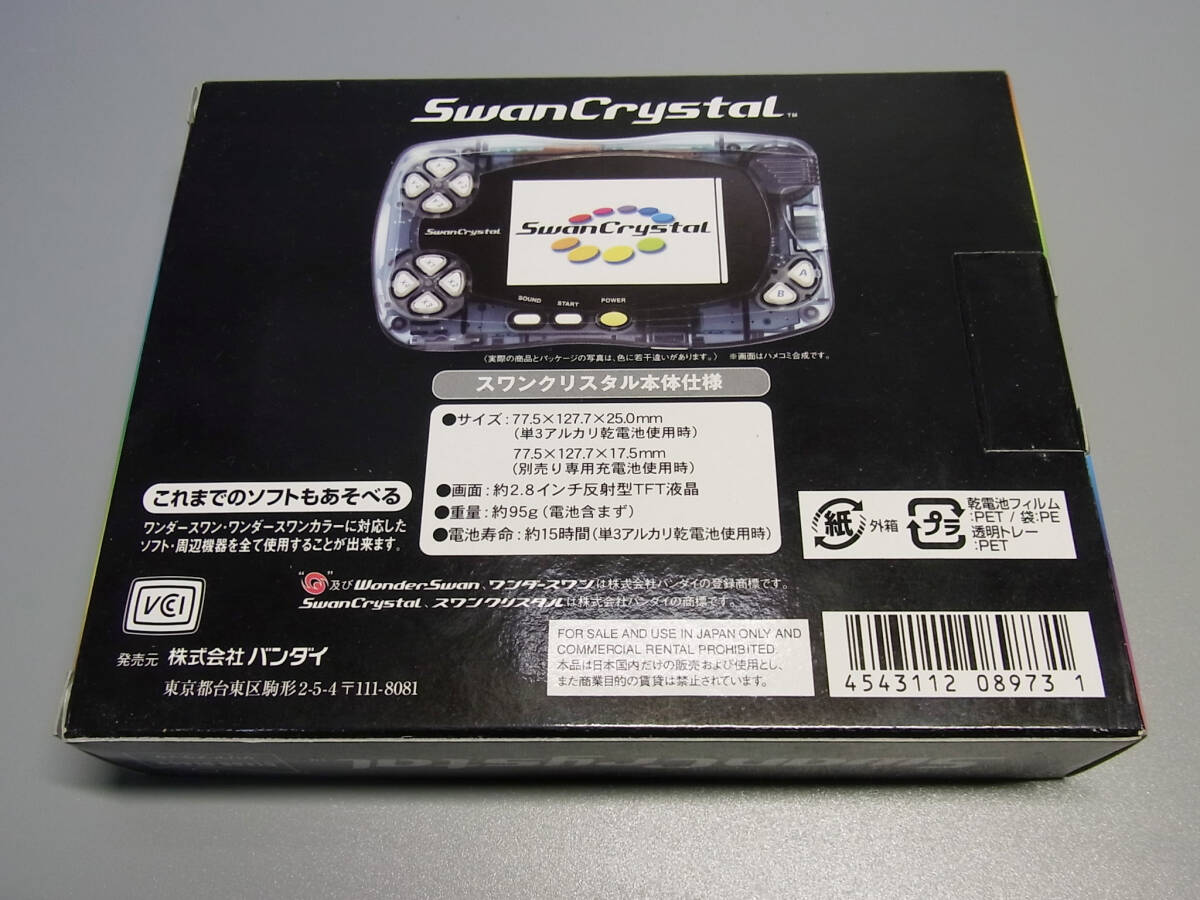 SwanCrystal™
SwanCrystal
SwanCrystal
Y1
Y2
Y3
Y4
X1
X2
X3
X4
A
B
SOUND
START
POWER
(実際の商品とパッケージの写真は、色に若干違いがあります。) ※画面はハメコミ合成です。
スワンクリスタル本体仕様
●サイズ:77.5×127.7×25.0mm
(単3アルカリ乾電池使用時)
77.5×127.7×17.5mm
(別売り専用充電池使用時)
●画面:約2.8インチ反射型TFT液晶
●重量:約95g(電池含まず)
●電池寿命:約15時間(単3アルカリ乾電池使用時)
これまでのソフトもあそべる
ワンダースワン・ワンダースワンカラーに対応した
ソフト・周辺機器を全て使用することが出来ます。
紙
外箱
プラ
乾電池フィルム
:PET / 袋:PE
透明トレー
:PET
" "及びWonderSwan、ワンダースワンは株式会社バンダイの登録商標です。
SwanCrystal、スワンクリスタルは株式会社バンダイの商標です。
VCI
発売元 株式会社バンダイ
東京都台東区駒形2-5-4 〒111-8081
FOR SALE AND USE IN JAPAN ONLY AND
COMMERCIAL RENTAL PROHIBITED.
本品は日本国内だけの販売および使用とし、
また商業目的の賃貸は禁止されています。
4543112 08973 1
SwanCrystal